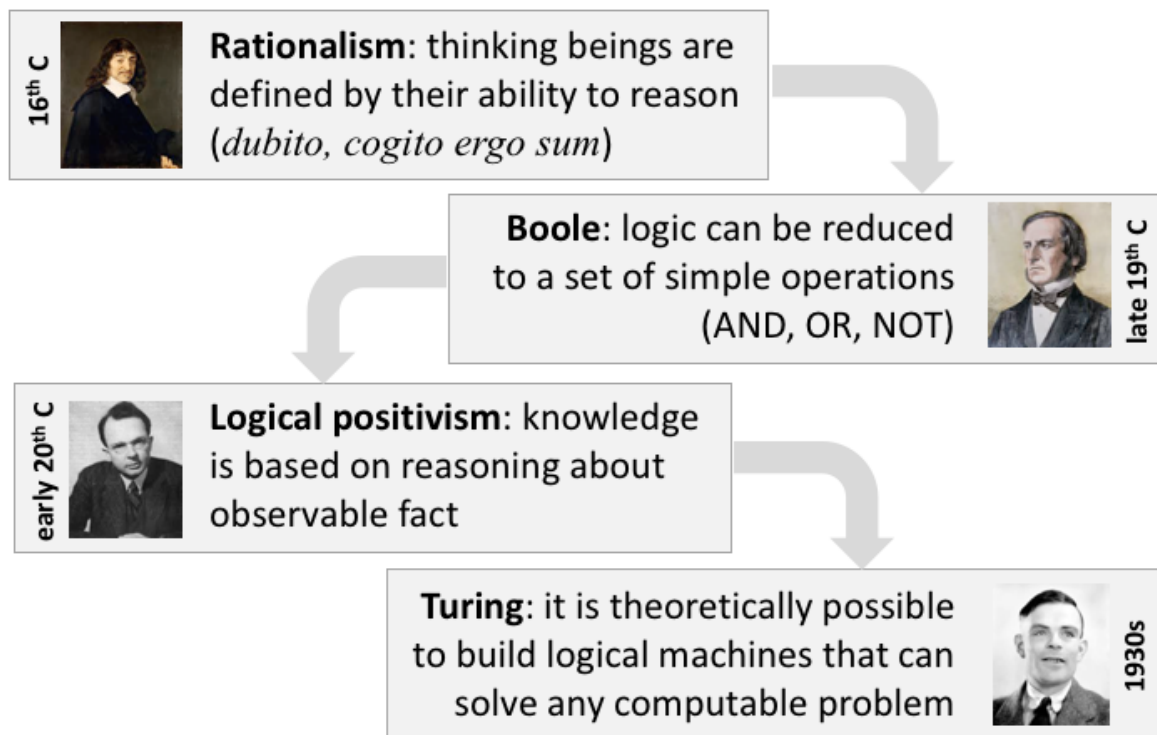 16th C
Rationalism: thinking beings are
defined by their ability to reason
(dubito, cogito ergo sum)
Boole: logic can be reduced
to a set of simple operations
(AND, OR, NOT)
late 19th C
early 20th C
Logical positivism: knowledge
is based on reasoning about
observable fact
Turing: it is theoretically possible
to build logical machines that can
solve any computable problem
1930s